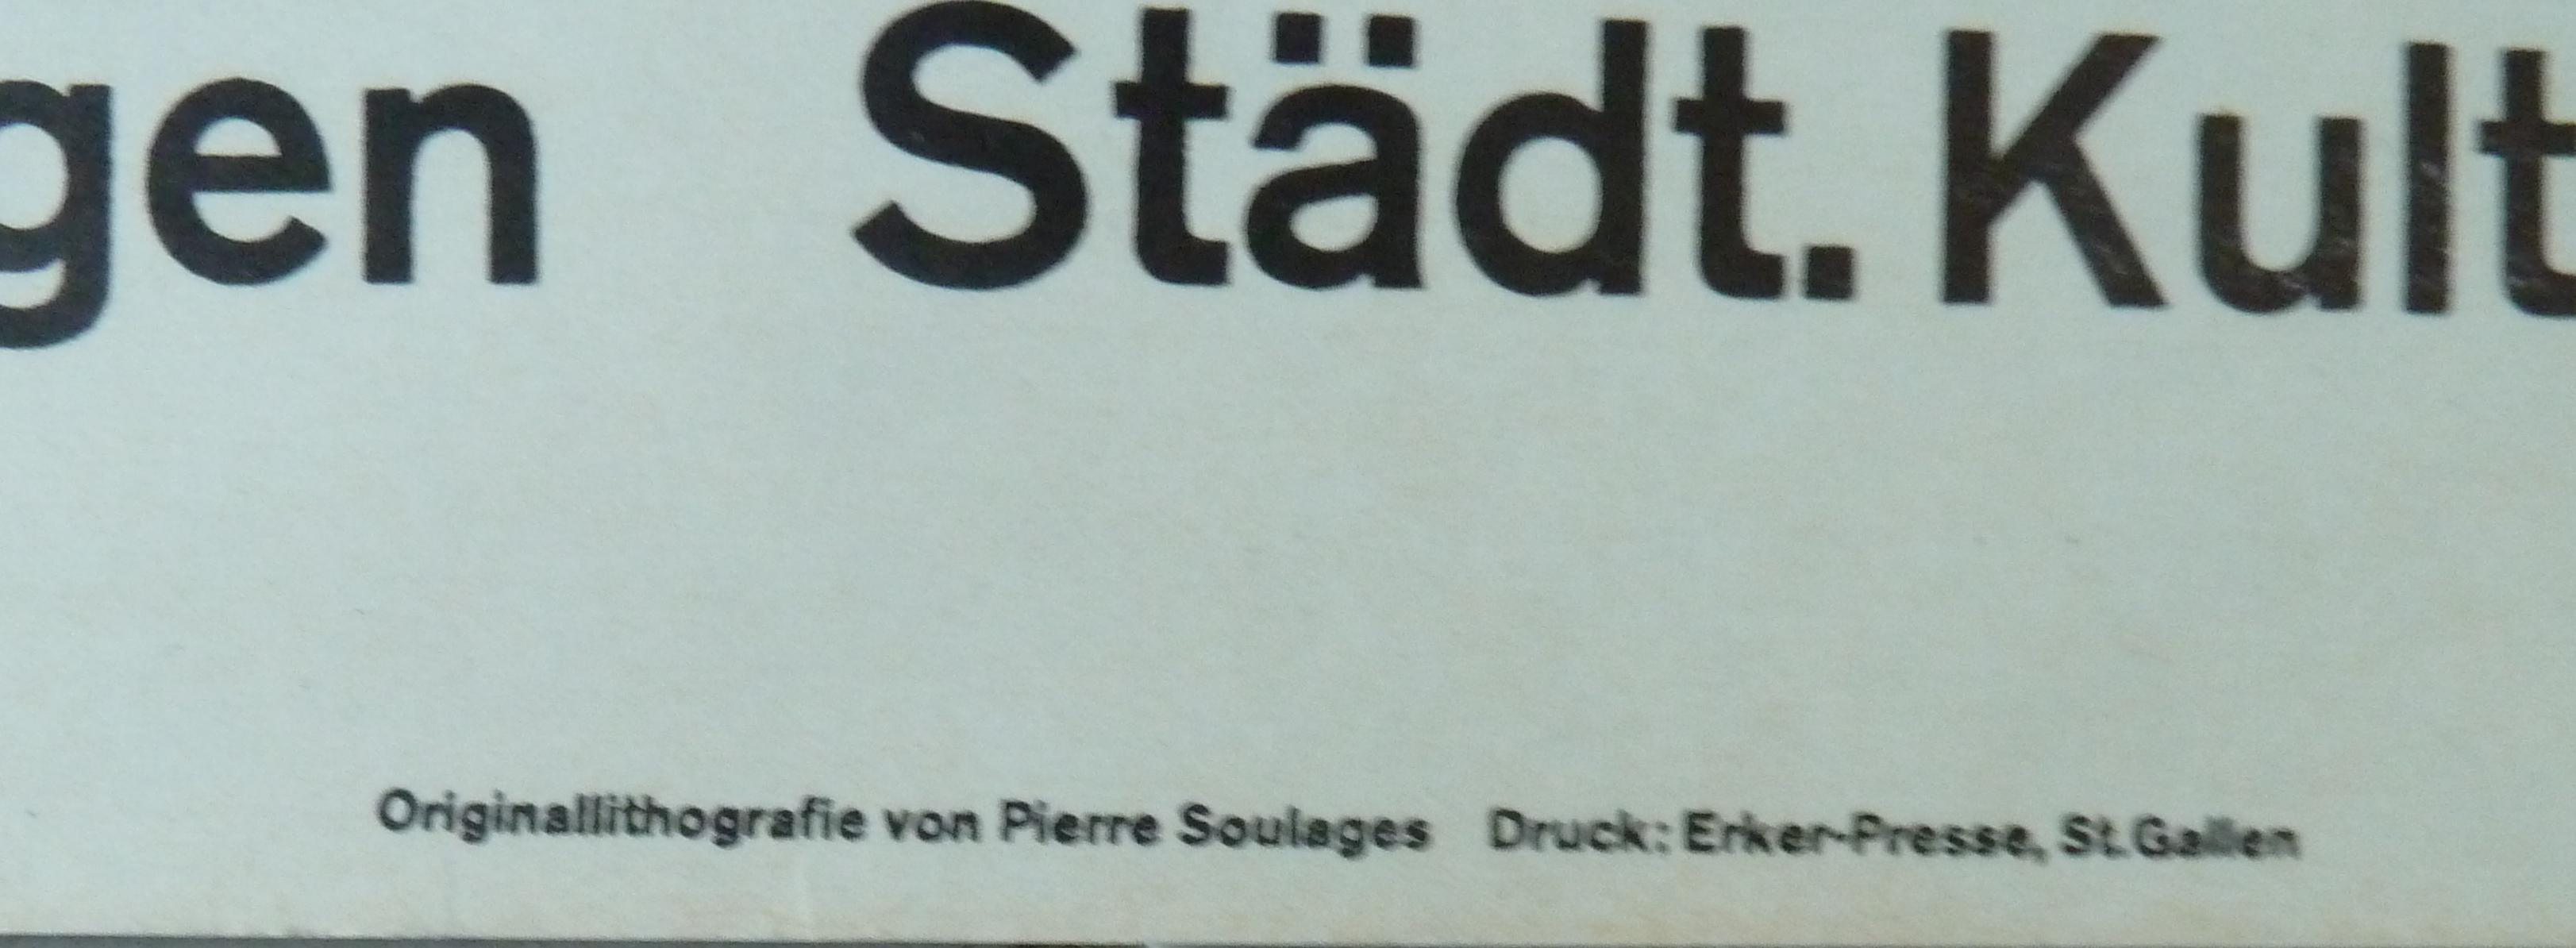 gen Städt. Kult
Originallithografie von Pierre Soulages Druck: Erker-Presse, St. Gallen